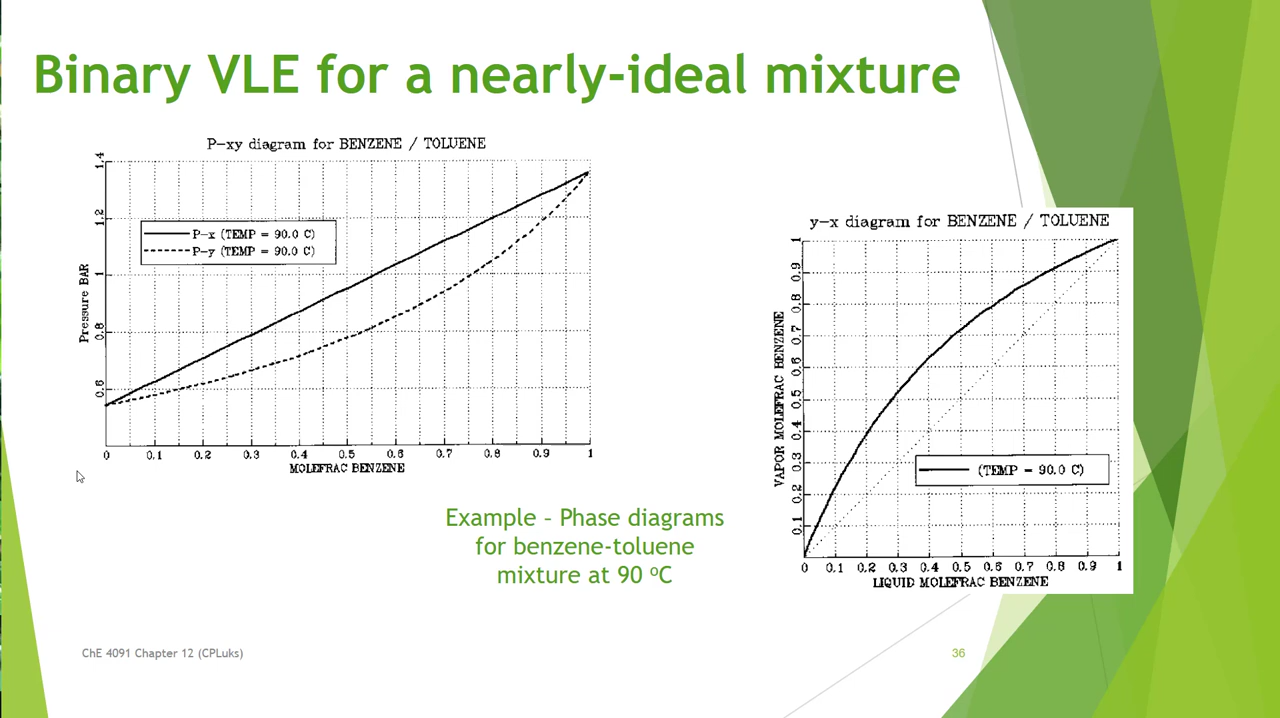 Binary VLE for a nearly-ideal mixture
P-xy diagram for BENZENE / TOLUENE
1.4
1.2
1
0.8
0.6
Pressure BAR
P-x (TEMP = 90.0 C)
P-y (TEMP = 90.0 C)
0 0.1 0.2 0.3 0.4 0.5 0.6 0.7 0.8 0.9 1
MOLEFRAC BENZENE
y-x diagram for BENZENE / TOLUENE
1
0.9
0.8
0.7
0.6
0.5
0.4
0.3
0.2
0.1
VAPOR MOLEFRAC BENZENE
(TEMP = 90.0 C)
0 0.1 0.2 0.3 0.4 0.5 0.6 0.7 0.8 0.9 1
LIQUID MOLEFRAC BENZENE
Example – Phase diagrams
for benzene-toluene
mixture at 90 ºC
ChE 4091 Chapter 12 (CPLuks)
36